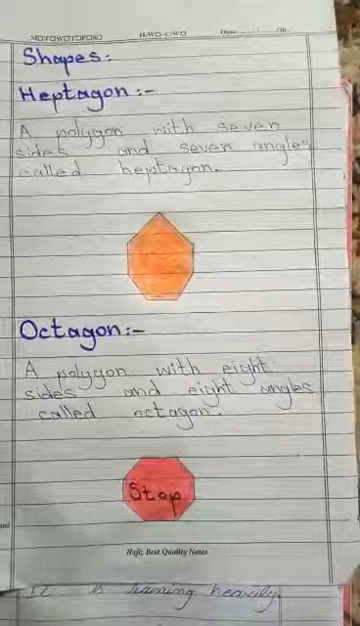 Shapes:
Heptagon:-
A polygon with seven
sides and seven angles
called heptagon.
Octagon:-
A polygon with eight
sides and eight angles
called octagon.
Stop
Hafiz Best Quality Notes
It is raining heavily.